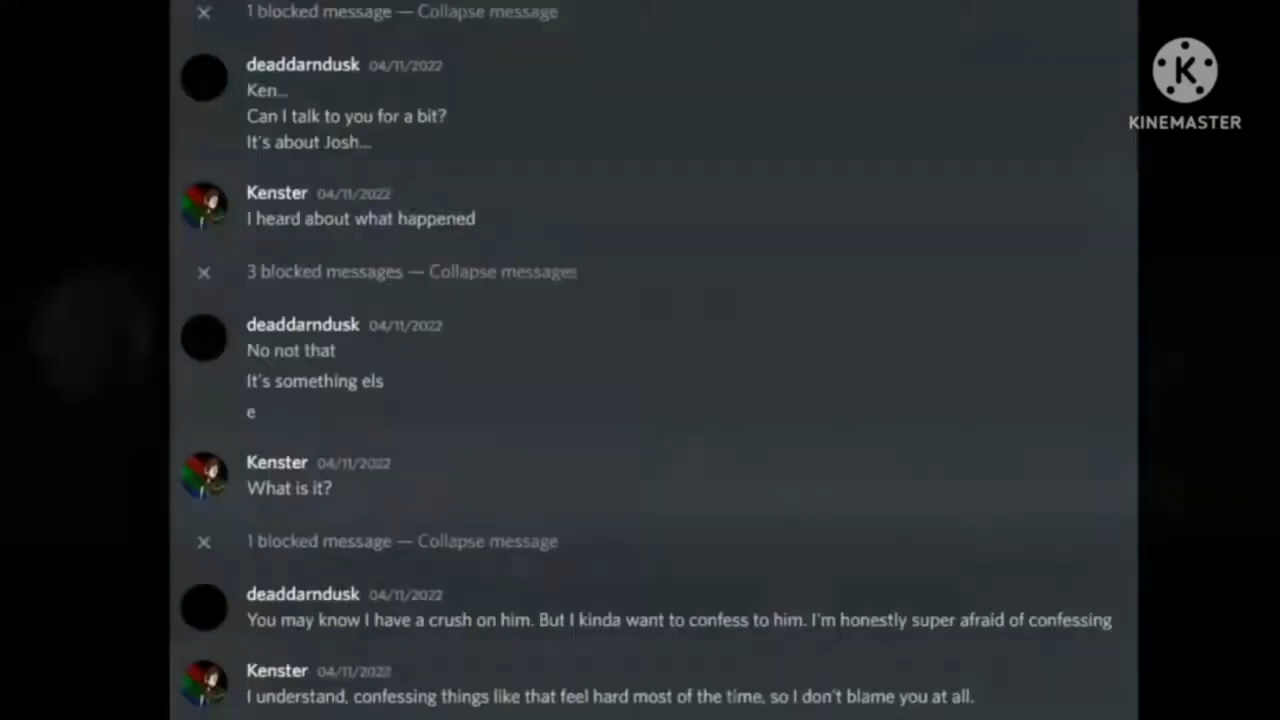 1 blocked message — Collapse message
deaddarndusk 04/11/2022
Ken...
Can I talk to you for a bit?
It's about Josh...
Kenster 04/11/2022
I heard about what happened
3 blocked messages — Collapse messages
deaddarndusk 04/11/2022
No not that
It's something els
e
Kenster 04/11/2022
What is it?
1 blocked message — Collapse message
deaddarndusk 04/11/2022
You may know I have a crush on him. But I kinda want to confess to him. I'm honestly super afraid of confessing
Kenster 04/11/2022
I understand, confessing things like that feel hard most of the time, so I don't blame you at all.
K
KINEMASTER